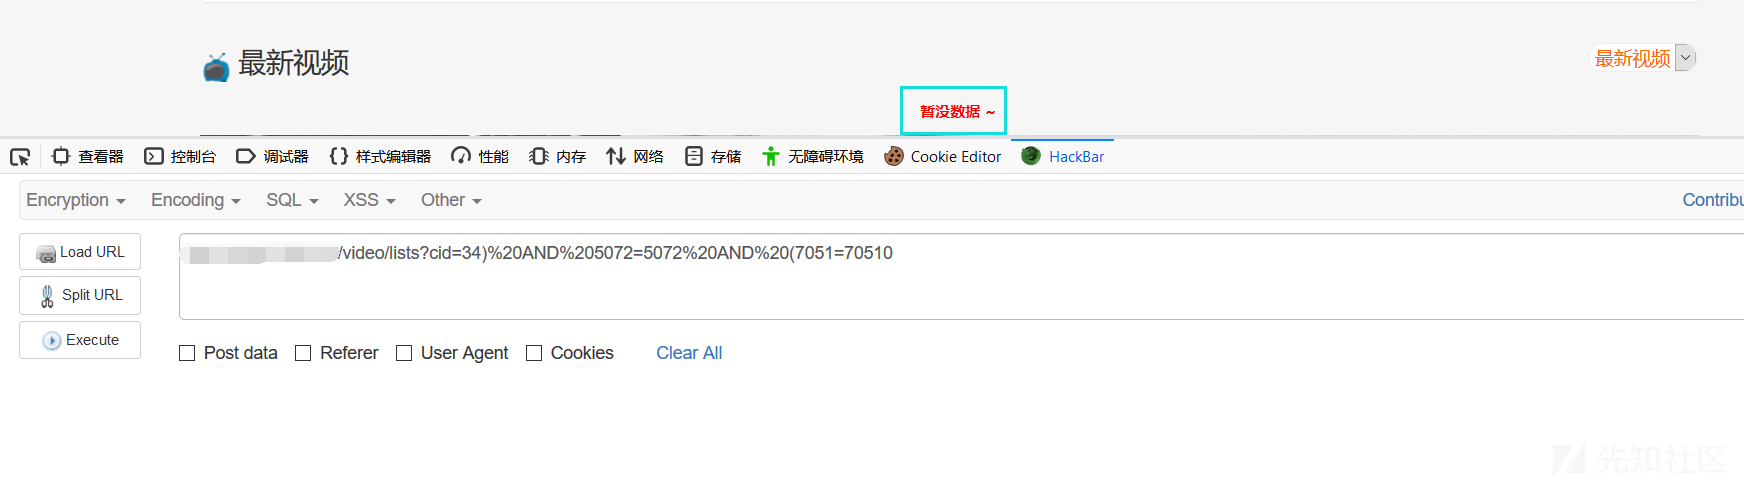 最新视频
最新视频
暂没数据 ~
查看器 控制台 调试器 样式编辑器 性能 内存 网络 存储 无障碍环境 Cookie Editor HackBar
Encryption Encoding SQL XSS Other Contribu
Load URL
/video/lists?cid=34)%20AND%205072=5072%20AND%20(7051=70510
Split URL
Execute
Post data Referer User Agent Cookies Clear All
先知社区